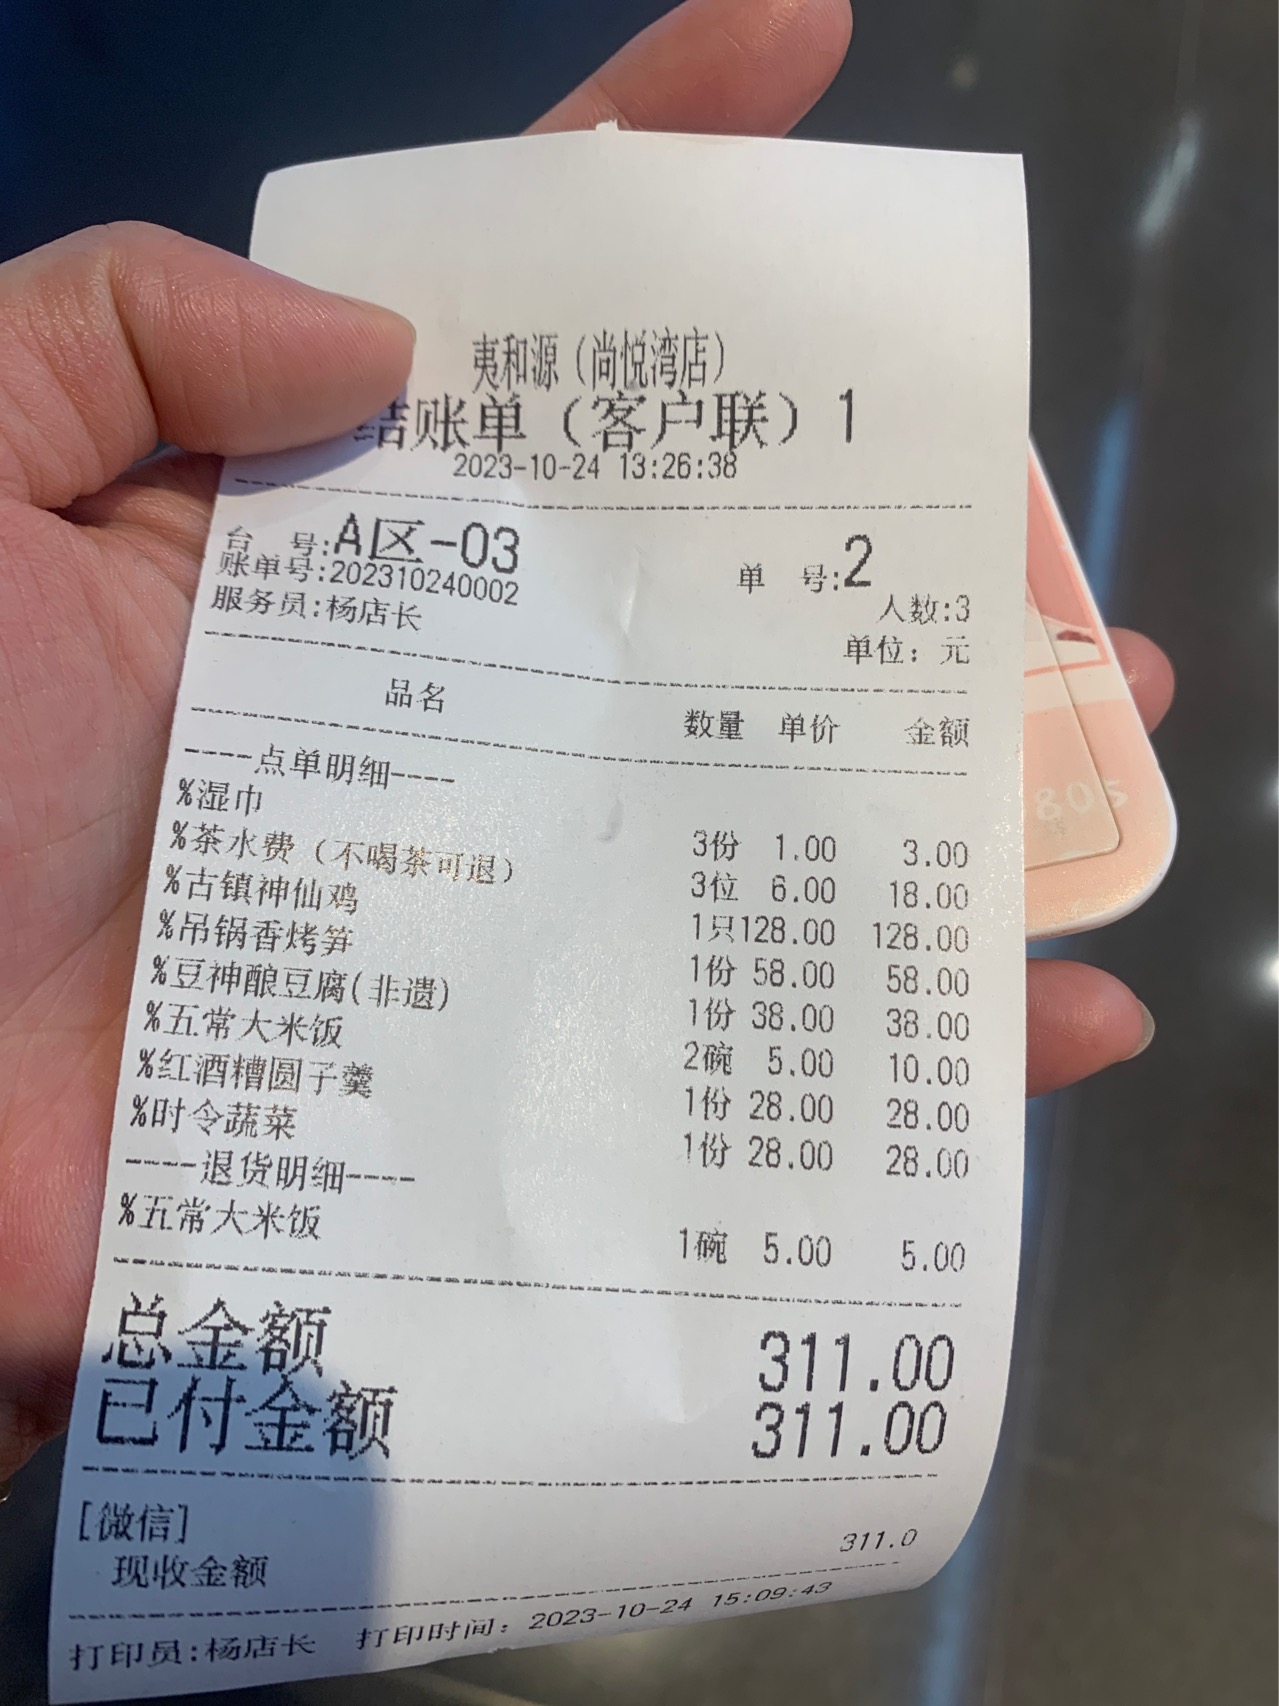 夷和源（尚悦湾店）
结账单（客户联）1
2023-10-24 13:26:38
台 号:A区-03 单 号:2
账单号:202310240002 人数:3
服务员:杨店长 单位：元
品名 数量 单价 金额
----点单明细----
%湿巾 3份 1.00 3.00
%茶水费（不喝茶可退） 3位 6.00 18.00
%古镇神仙鸡 1只128.00 128.00
%吊锅香烤笋 1份 58.00 58.00
%豆神酿豆腐(非遗) 1份 38.00 38.00
%五常大米饭 2碗 5.00 10.00
%红酒糟圆子羹 1份 28.00 28.00
%时令蔬菜 1份 28.00 28.00
----退货明细----
%五常大米饭 1碗 5.00 5.00
总金额 311.00
已付金额 311.00
[微信]
现收金额 311.0
打印员:杨店长 打印时间：2023-10-24 15:09:43
80s